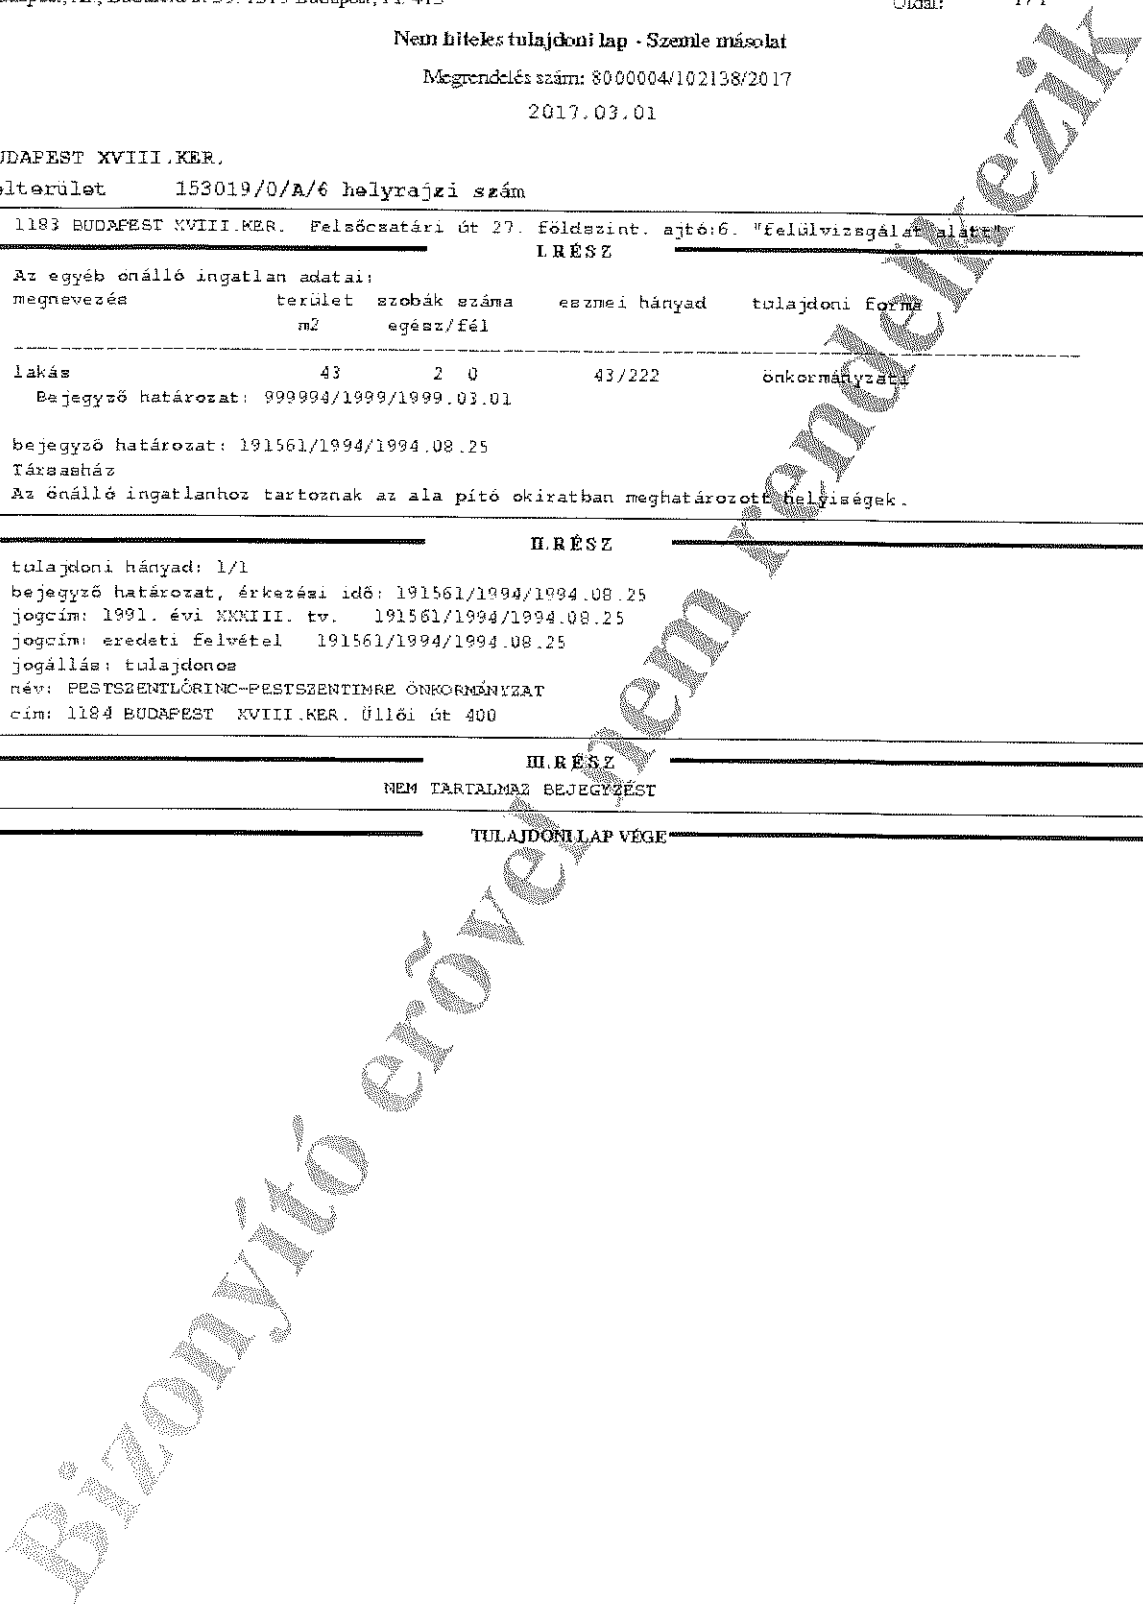 Oldal: 1 / 1
Nem hiteles tulajdoni lap - Szemle másolat
Megrendelés szám: 8000004/102138/2017
2017.03.01
UDAPEST XVIII.KER.
elterület 153019/0/A/6 helyrajzi szám
1183 BUDAPEST XVIII.KER. Felsőcsatári út 27. földszint. ajtó:6. "felülvizsgálat alatt"
I.RÉSZ
Az egyéb önálló ingatlan adatai:
megnevezés terület szobák száma eszmei hányad tulajdoni forma
m2 egész/fél
lakás 43 2 0 43/222 önkormányzati
Bejegyző határozat: 999994/1999/1999.03.01
bejegyző határozat: 191561/1994/1994.08.25
Társasház
Az önálló ingatlanhoz tartoznak az ala pító okiratban meghatározott helyiségek.
II.RÉSZ
tulajdoni hányad: 1/1
bejegyző határozat, érkezési idő: 191561/1994/1994.08.25
jogcím: 1991. évi XXXIII. tv. 191561/1994/1994.08.25
jogcím: eredeti felvétel 191561/1994/1994.08.25
jogállás: tulajdonos
név: PESTSZENTLŐRINC-PESTSZENTIMRE ÖNKORMÁNYZAT
cím: 1184 BUDAPEST XVIII.KER. Üllői út 400
III.RÉSZ
NEM TARTALMAZ BEJEGYZÉST
TULAJDONI LAP VÉGE
Bizonyító erővel nem rendelkezik